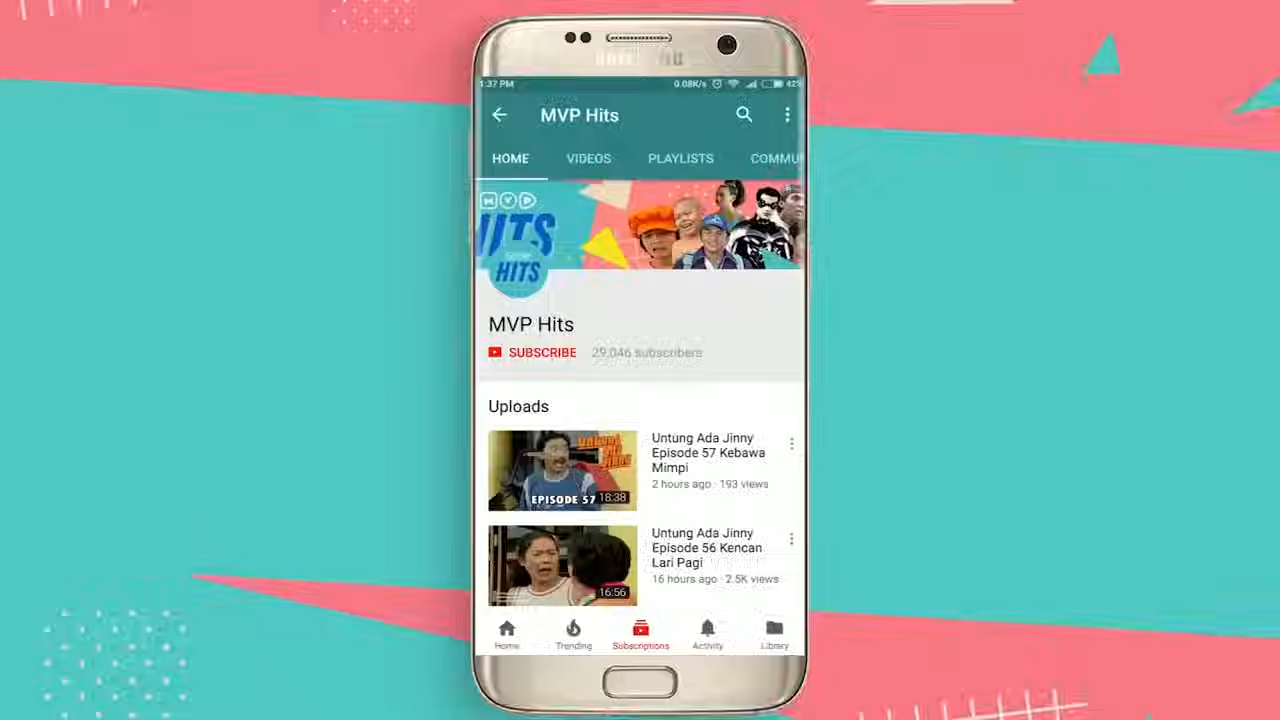 1:37 PM
0.08K/s
42%
MVP Hits
HOME
VIDEOS
PLAYLISTS
COMMU
MVP
HITS
HITS
MVP Hits
SUBSCRIBE
29,046 subscribers
Uploads
Untung Ada Jinny
Episode 57 Kebawa
Mimpi
2 hours ago · 193 views
EPISODE 57
18:38
Untung Ada Jinny
Episode 56 Kencan
Lari Pagi
16 hours ago · 2.5K views
16:56
Home
Trending
Subscriptions
Activity
Library